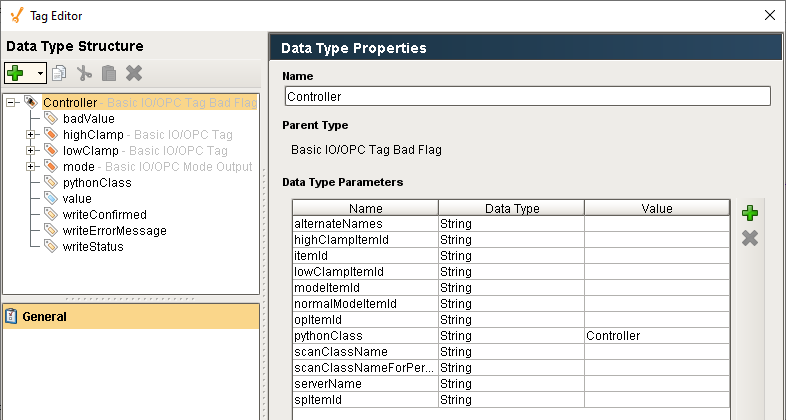 Tag Editor
Data Type Structure
Controller - Basic IO/OPC Tag Bad Flag
badValue
highClamp - Basic IO/OPC Tag
lowClamp - Basic IO/OPC Tag
mode - Basic IO/OPC Mode Output
pythonClass
value
writeConfirmed
writeErrorMessage
writeStatus
General
Data Type Properties
Name
Controller
Parent Type
Basic IO/OPC Tag Bad Flag
Data Type Parameters
Name Data Type Value
alternateNames String
highClampItemId String
itemId String
lowClampItemId String
modeItemId String
normalModeItemId String
opItemId String
pythonClass String Controller
scanClassName String
scanClassNameForPer... String
serverName String
spItemId String